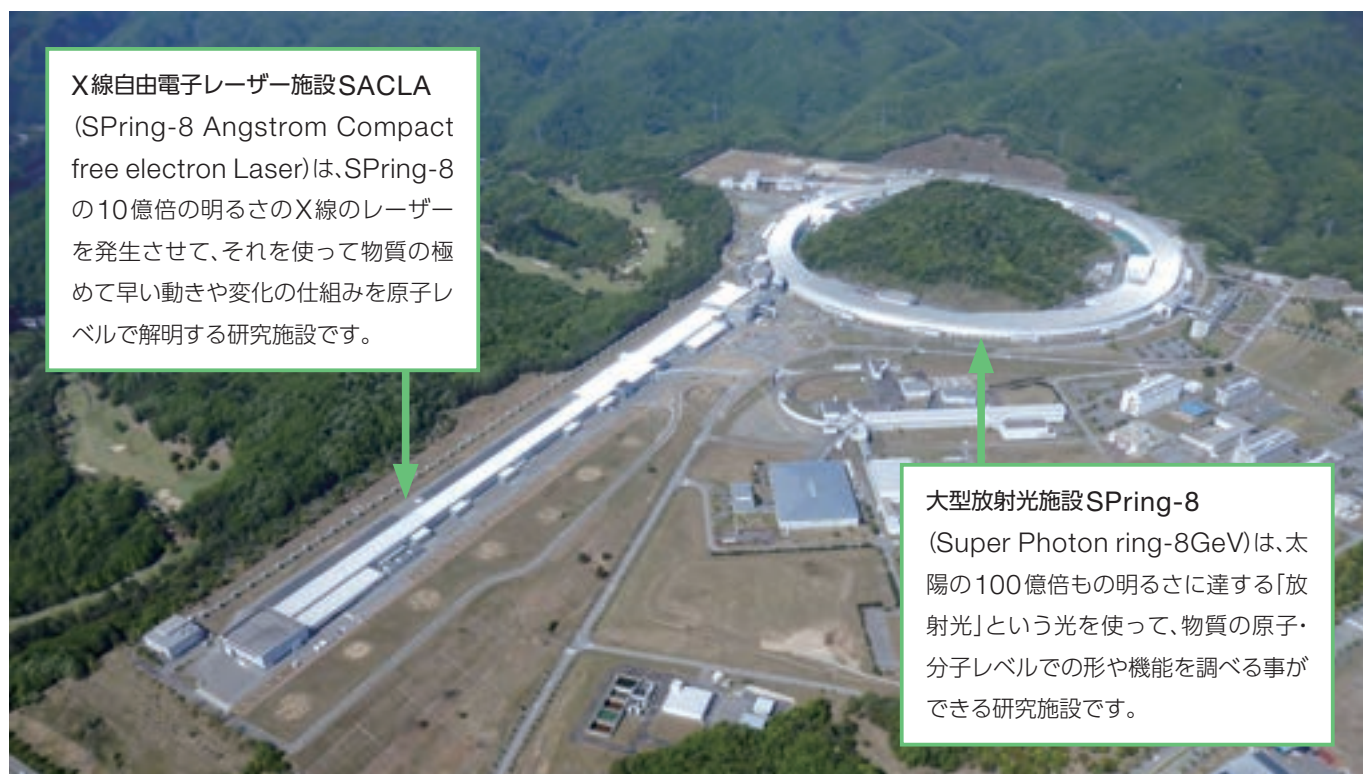 X線自由電子レーザー施設SACLA
(SPring-8 Angstrom Compact
free electron Laser)は、SPring-8
の10億倍の明るさのX線のレーザー
を発生させて、それを使って物質の極
めて早い動きや変化の仕組みを原子レ
ベルで解明する研究施設です。
大型放射光施設SPring-8
(Super Photon ring-8GeV)は、太
陽の100億倍もの明るさに達する「放
射光」という光を使って、物質の原子・
分子レベルでの形や機能を調べる事が
できる研究施設です。